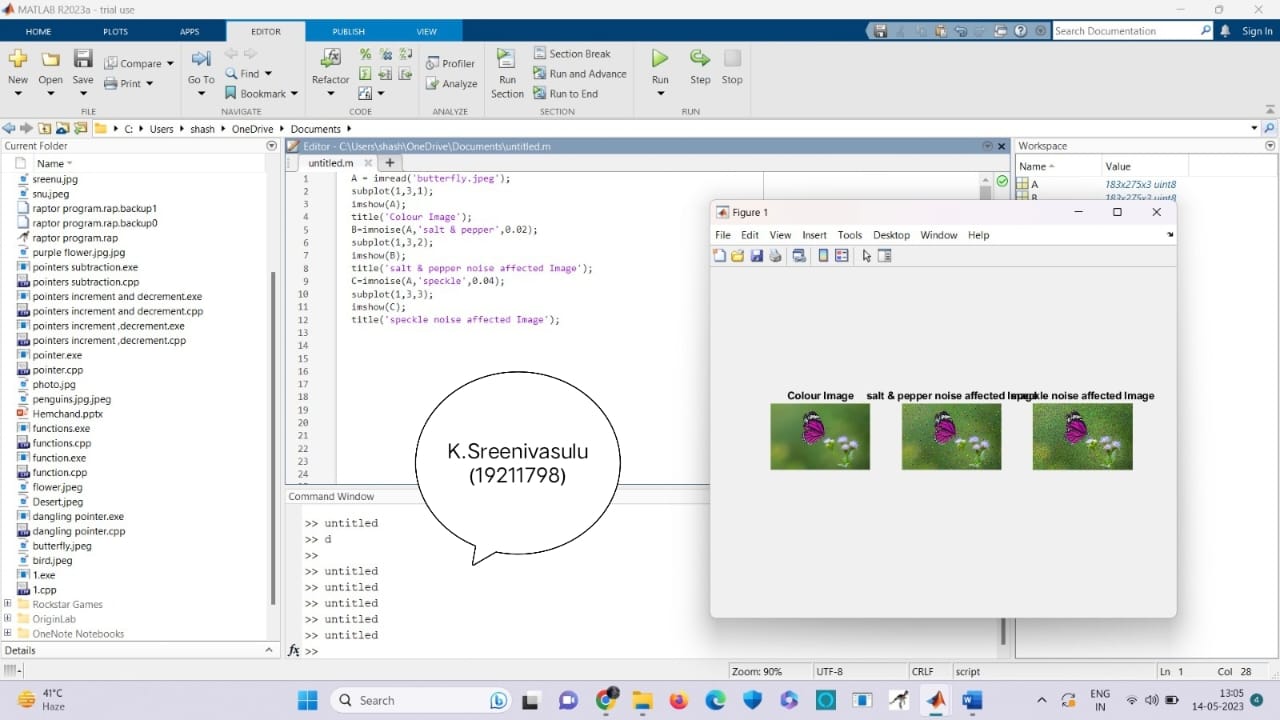 MATLAB R2023a - trial use
HOME PLOTS APPS EDITOR PUBLISH VIEW
Search Documentation
Sign In
New Open Save Compare Print
Go To Find Bookmark
Refactor
Profiler Analyze
Run Section
Section Break
Run and Advance
Run to End
Run Step Stop
FILE NAVIGATE CODE ANALYZE SECTION RUN
C: Users shash OneDrive Documents
Current Folder
Name
sreenu.jpg
snu.jpeg
raptor program.rap.backup1
raptor program.rap.backup0
raptor program.rap
purple flower.jpg.jpg
pointers subtraction.exe
pointers subtraction.cpp
pointers increment and decrement.exe
pointers increment and decrement.cpp
pointers increment ,decrement.exe
pointers increment ,decrement.cpp
pointer.exe
pointer.cpp
photo.jpg
penguins.jpg.jpeg
Hemchand.pptx
functions.exe
functions.cpp
function.exe
function.cpp
flower.jpeg
Desert.jpeg
dangling pointer.exe
dangling pointer.cpp
butterfly.jpeg
bird.jpeg
1.exe
1.cpp
Rockstar Games
OriginLab
OneNote Notebooks
Details
Editor - C:\Users\shash\OneDrive\Documents\untitled.m
untitled.m
1 A = imread('butterfly.jpeg');
2 subplot(1,3,1);
3 imshow(A);
4 title('Colour Image');
5 B=imnoise(A,'salt & pepper',0.02);
6 subplot(1,3,2);
7 imshow(B);
8 title('salt & pepper noise affected Image');
9 C=imnoise(A,'speckle',0.04);
10 subplot(1,3,3);
11 imshow(C);
12 title('speckle noise affected Image');
13
14
15
16
17
18
19
20
21
22
23
24
K.Sreenivasulu
(19211798)
Command Window
>> untitled
>> d
>>
>> untitled
>> untitled
>> untitled
>> untitled
>> untitled
fx >>
Workspace
Name Value
A 183x275x3 uint8
B 183x275x3 uint8
Figure 1
File Edit View Insert Tools Desktop Window Help
Colour Image
salt & pepper noise affected Image
speckle noise affected Image
Zoom: 90% UTF-8 CRLF script Ln 1 Col 28
41°C
Haze
Search
ENG
IN
13:05
14-05-2023
4